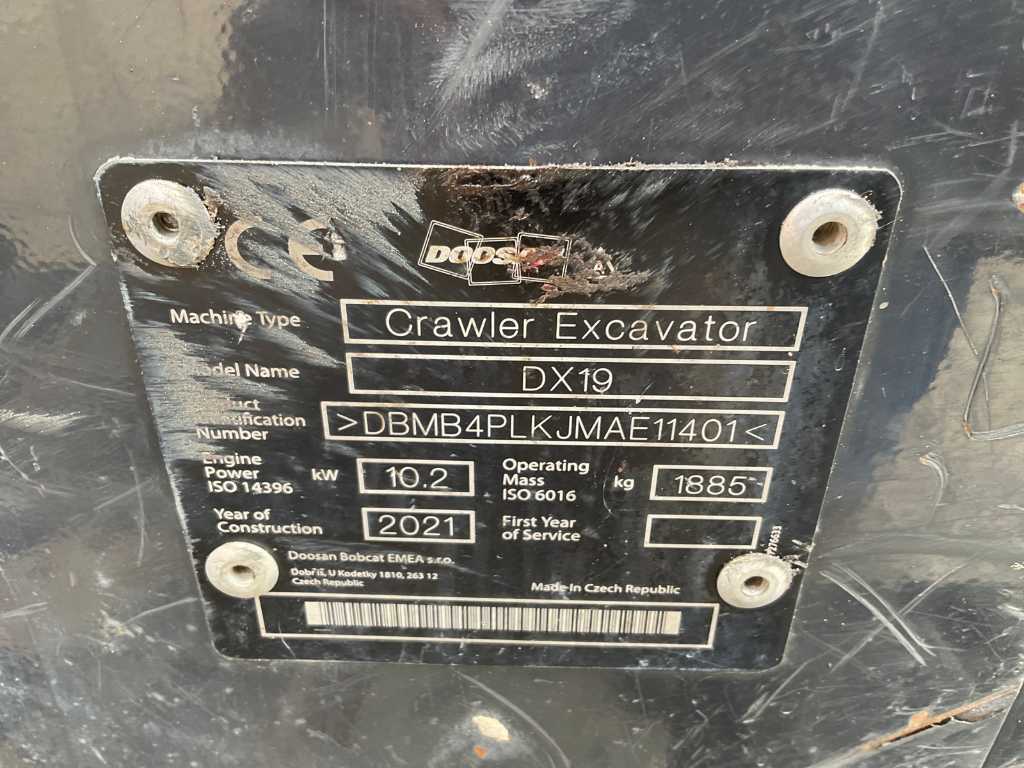 CE
Machine Type Crawler Excavator
Model Name DX19
Number >DBMB4PLKJMAE11401<
Engine
Power kW 10.2
ISO 14396
Operating
Mass kg 1885
ISO 6016
Year of
Construction 2021
First Year
of Service
Doosan Bobcat EMEA s.r.o.
Dobříš, U Kodetky 1810, 263 12
Czech Republic
Made In Czech Republic